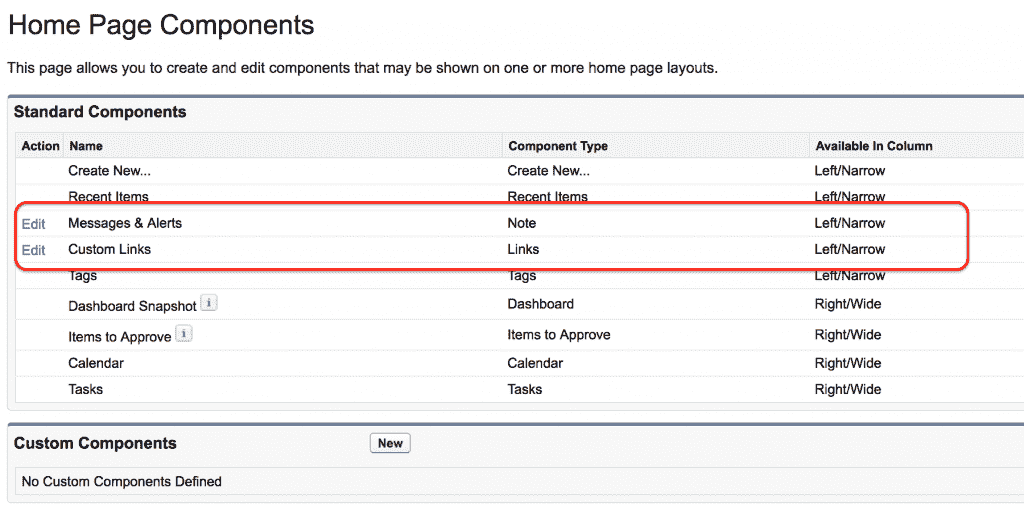 Home Page Components
This page allows you to create and edit components that may be shown on one or more home page layouts.
Standard Components
Action Name Component Type Available In Column
Create New... Create New... Left/Narrow
Recent Items Recent Items Left/Narrow
Edit Messages & Alerts Note Left/Narrow
Edit Custom Links Links Left/Narrow
Tags Tags Left/Narrow
Dashboard Snapshot i Dashboard Right/Wide
Items to Approve i Items to Approve Right/Wide
Calendar Calendar Right/Wide
Tasks Tasks Right/Wide
Custom Components New
No Custom Components Defined